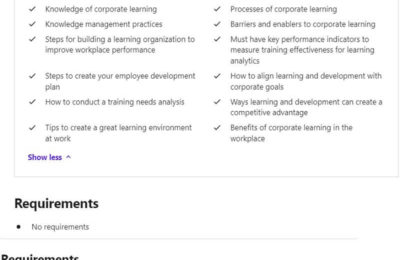 Knowledge of corporate learning
Processes of corporate learning
Knowledge management practices
Barriers and enablers to corporate learning
Steps for building a learning organization to
improve workplace performance
Must have key performance indicators to
measure training effectiveness for learning
analytics
Steps to create your employee development
plan
How to align learning and development with
corporate goals
How to conduct a training needs analysis
Ways learning and development can create a
competitive advantage
Tips to create a great learning environment
at work
Benefits of corporate learning in the
workplace
Show less
Requirements
No requirements
Requirements